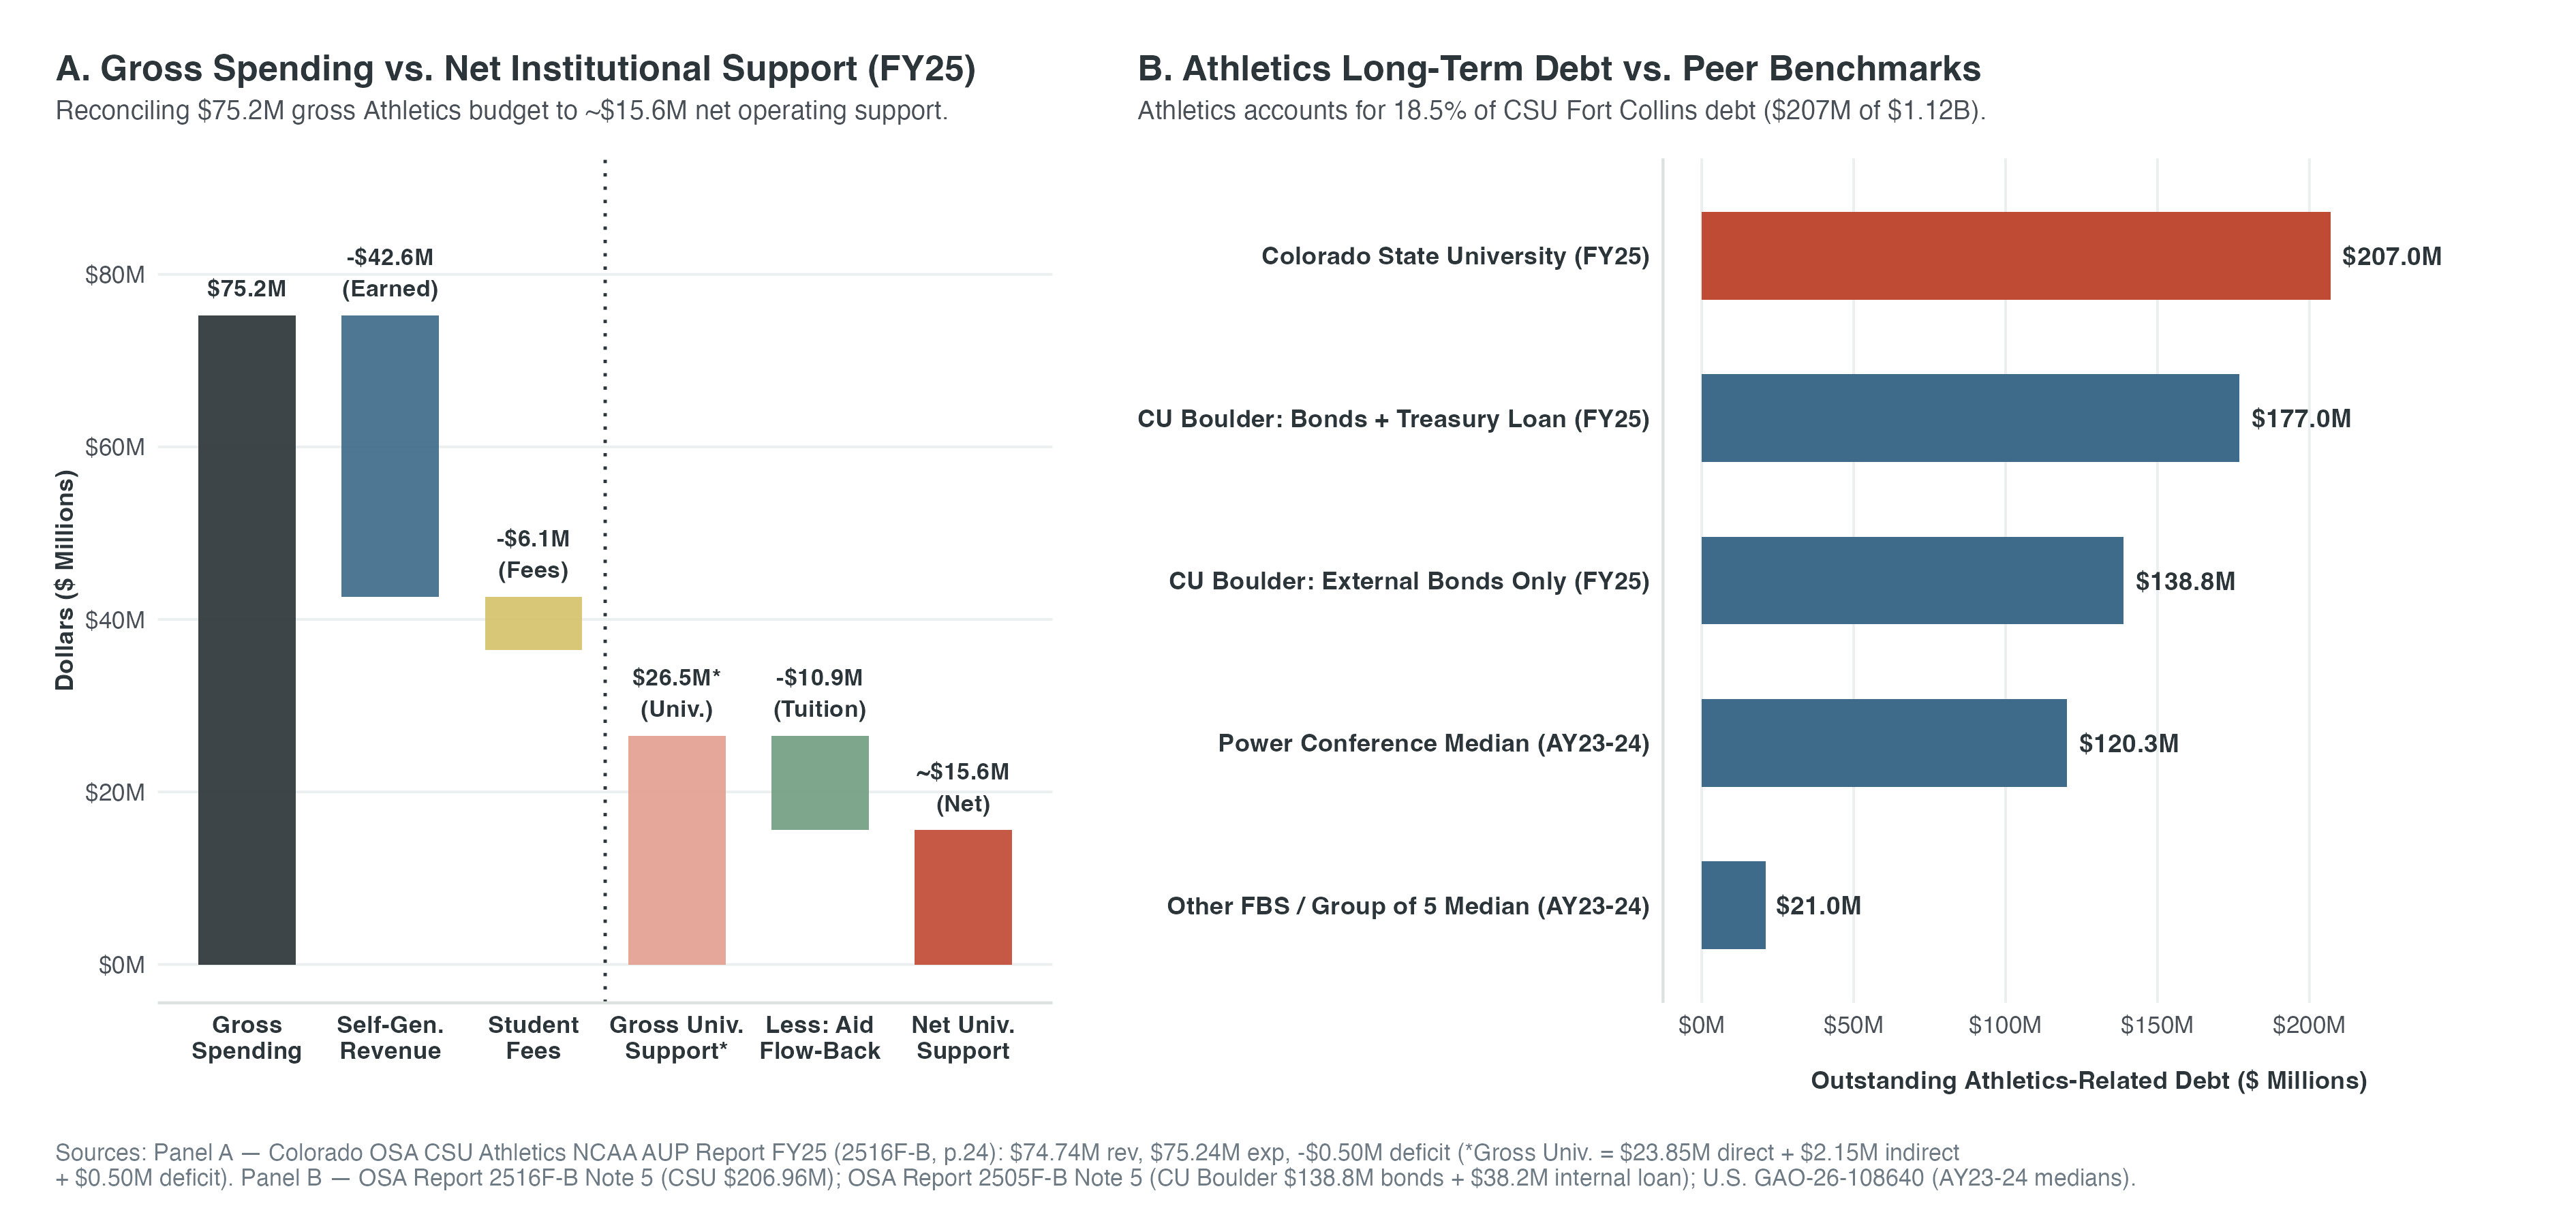 A. Gross Spending vs. Net Institutional Support (FY25)
Reconciling $75.2M gross Athletics budget to ~$15.6M net operating support.
Dollars ($ Millions)
$80M
$60M
$40M
$20M
$0M
$75.2M
-$42.6M
(Earned)
-$6.1M
(Fees)
$26.5M*
(Univ.)
-$10.9M
(Tuition)
~$15.6M
(Net)
Gross
Spending
Self-Gen.
Revenue
Student
Fees
Gross Univ.
Support*
Less: Aid
Flow-Back
Net Univ.
Support
B. Athletics Long-Term Debt vs. Peer Benchmarks
Athletics accounts for 18.5% of CSU Fort Collins debt ($207M of $1.12B).
Colorado State University (FY25)
$207.0M
CU Boulder: Bonds + Treasury Loan (FY25)
$177.0M
CU Boulder: External Bonds Only (FY25)
$138.8M
Power Conference Median (AY23-24)
$120.3M
Other FBS / Group of 5 Median (AY23-24)
$21.0M
$0M
$50M
$100M
$150M
$200M
Outstanding Athletics-Related Debt ($ Millions)
Sources: Panel A — Colorado OSA CSU Athletics NCAA AUP Report FY25 (2516F-B, p.24): $74.74M rev, $75.24M exp, -$0.50M deficit (*Gross Univ. = $23.85M direct + $2.15M indirect
+ $0.50M deficit). Panel B — OSA Report 2516F-B Note 5 (CSU $206.96M); OSA Report 2505F-B Note 5 (CU Boulder $138.8M bonds + $38.2M internal loan); U.S. GAO-26-108640 (AY23-24 medians).